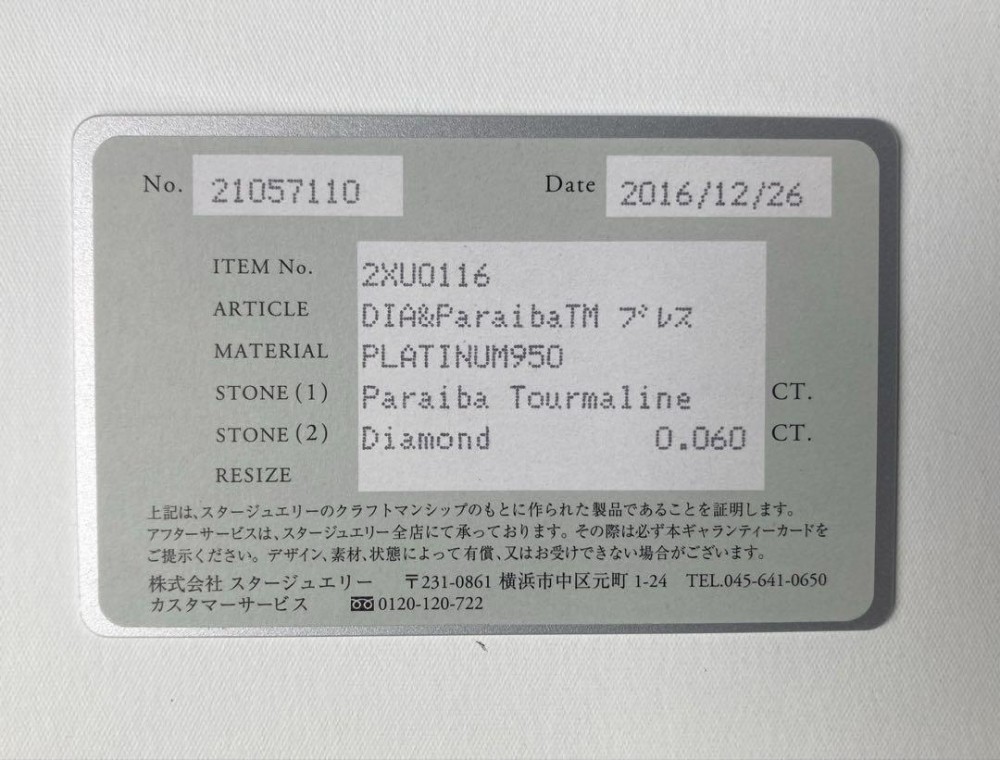 No. 21057110 Date 2016/12/26
ITEM No. 2XU0116
ARTICLE DIA&ParaibaTM ブレス
MATERIAL PLATINUM950
STONE(1) Paraiba Tourmaline CT.
STONE(2) Diamond 0.060 CT.
RESIZE
上記は、スタージュエリーのクラフトマンシップのもとに作られた製品であることを証明します。
アフターサービスは、スタージュエリー全店にて承っております。その際は必ず本ギャランティーカードを
ご提示ください。デザイン、素材、状態によって有償、又はお受けできない場合がございます。
株式会社 スタージュエリー 〒231-0861 横浜市中区元町 1-24 TEL.045-641-0650
カスタマーサービス 0120-120-722